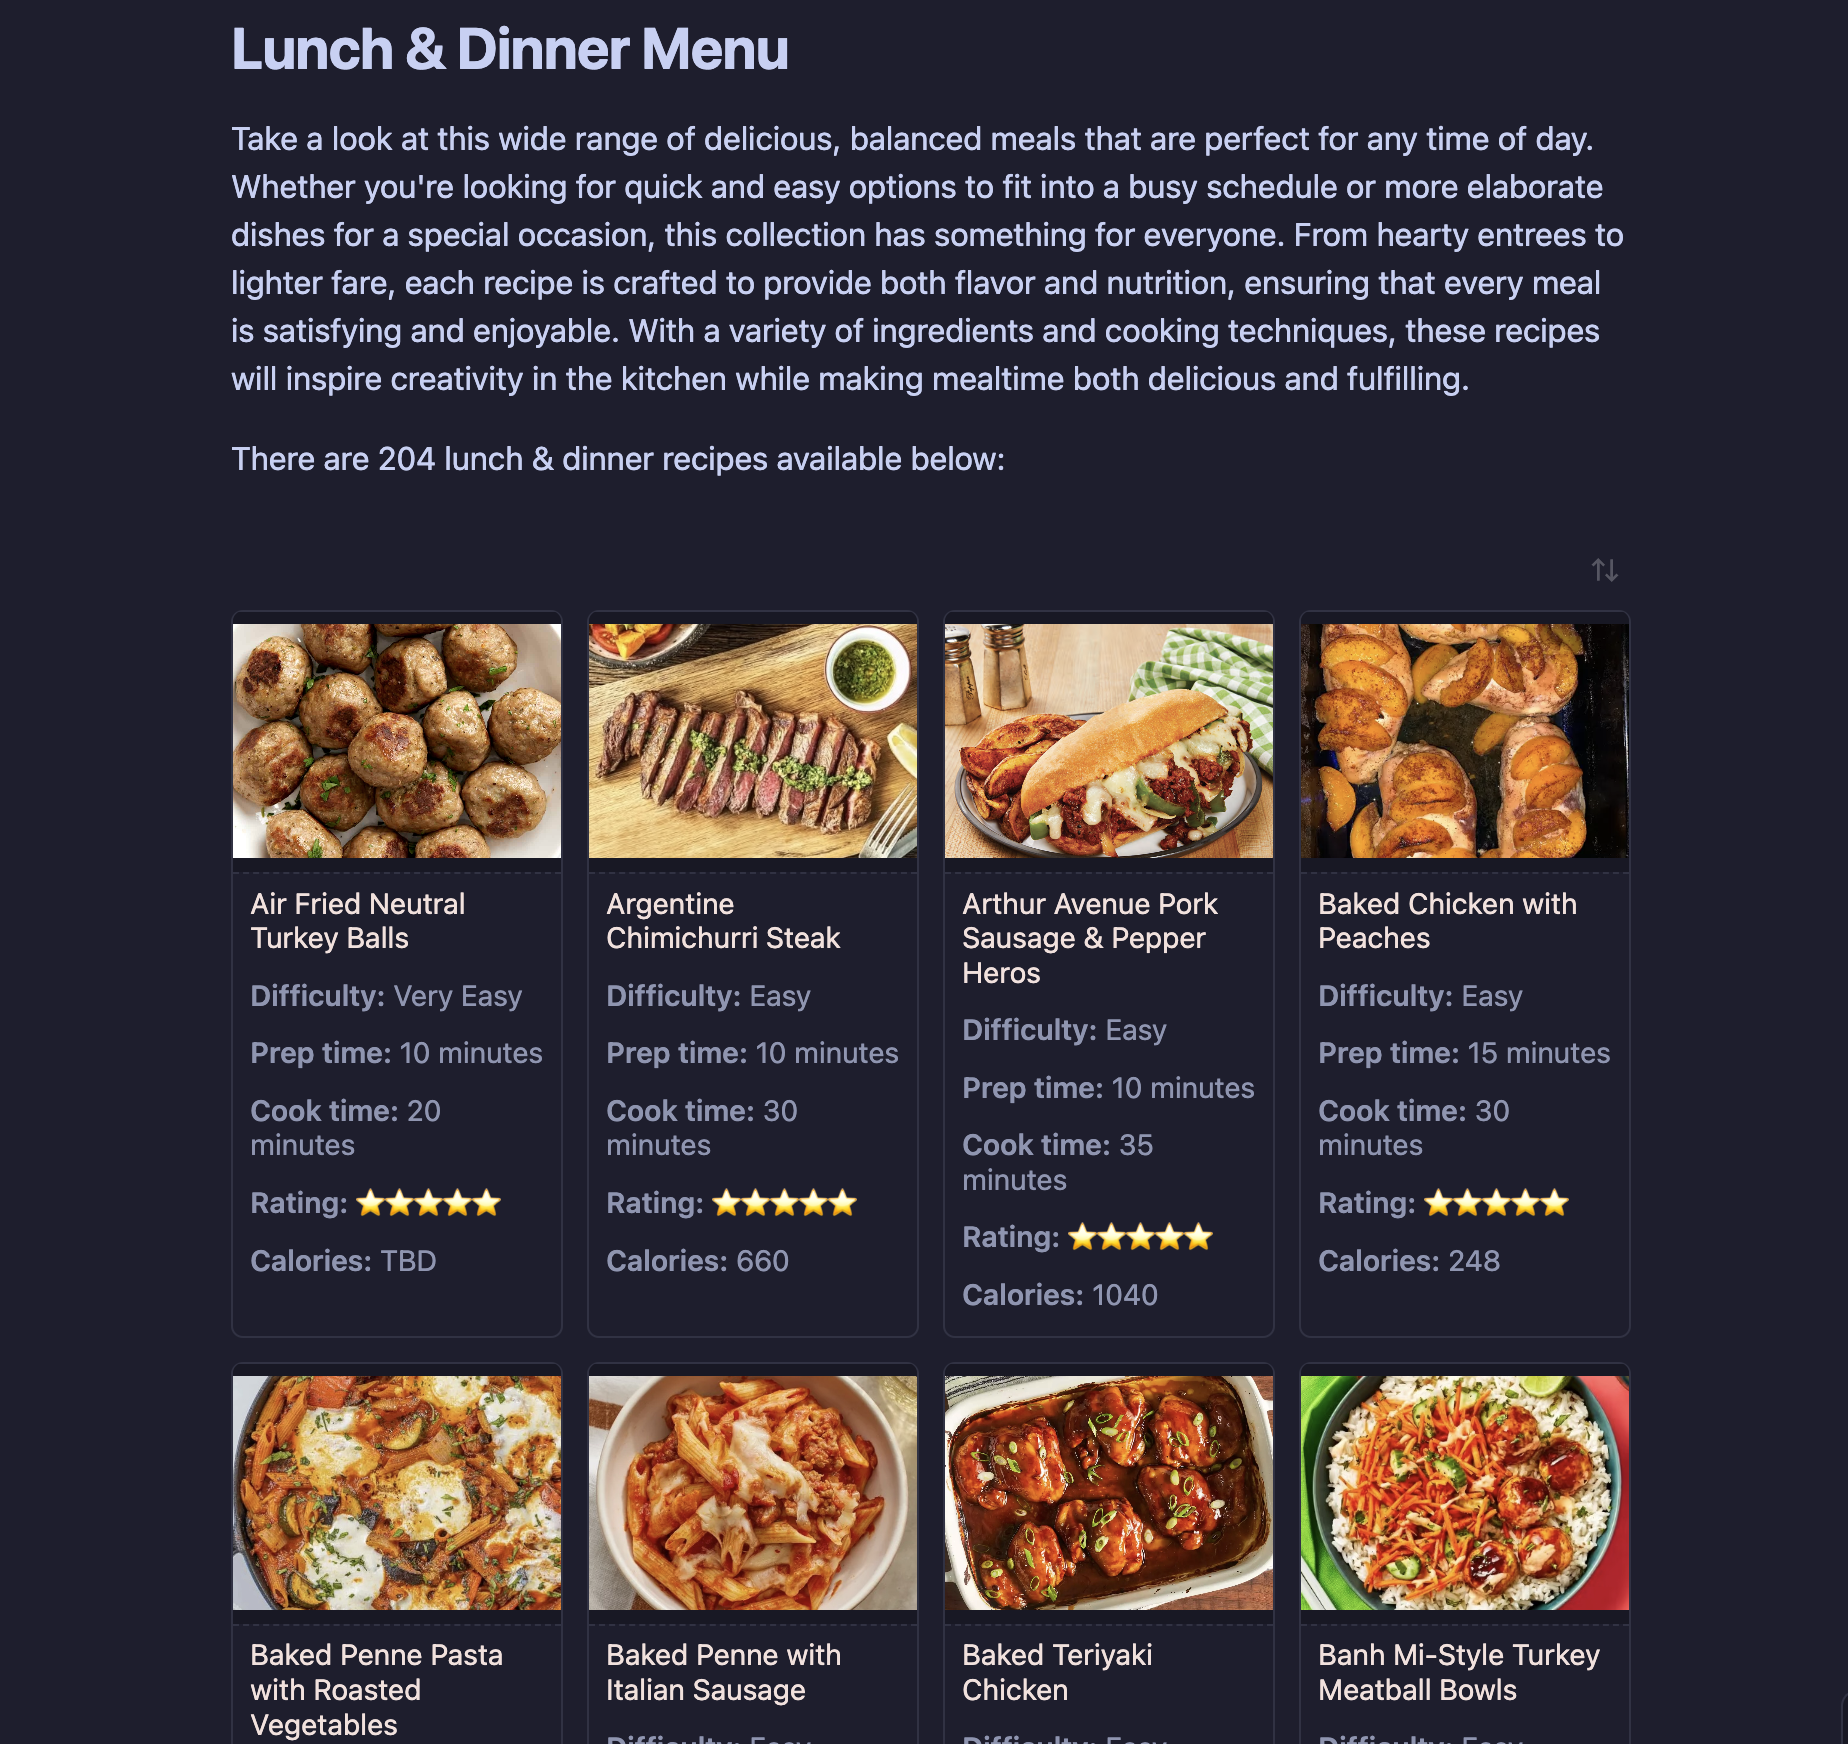 Lunch & Dinner Menu
Take a look at this wide range of delicious, balanced meals that are perfect for any time of day.
Whether you're looking for quick and easy options to fit into a busy schedule or more elaborate
dishes for a special occasion, this collection has something for everyone. From hearty entrees to
lighter fare, each recipe is crafted to provide both flavor and nutrition, ensuring that every meal
is satisfying and enjoyable. With a variety of ingredients and cooking techniques, these recipes
will inspire creativity in the kitchen while making mealtime both delicious and fulfilling.
There are 204 lunch & dinner recipes available below:
Air Fried Neutral
Turkey Balls
Difficulty: Very Easy
Prep time: 10 minutes
Cook time: 20
minutes
Rating: ⭐⭐⭐⭐⭐
Calories: TBD
Argentine
Chimichurri Steak
Difficulty: Easy
Prep time: 10 minutes
Cook time: 30
minutes
Rating: ⭐⭐⭐⭐⭐
Calories: 660
Arthur Avenue Pork
Sausage & Pepper
Heros
Difficulty: Easy
Prep time: 10 minutes
Cook time: 35
minutes
Rating: ⭐⭐⭐⭐⭐
Calories: 1040
Baked Chicken with
Peaches
Difficulty: Easy
Prep time: 15 minutes
Cook time: 30
minutes
Rating: ⭐⭐⭐⭐⭐
Calories: 248
Baked Penne Pasta
with Roasted
Vegetables
Baked Penne with
Italian Sausage
Difficulty: Easy
Baked Teriyaki
Chicken
Difficulty: Easy
Banh Mi-Style Turkey
Meatball Bowls
Difficulty: Easy